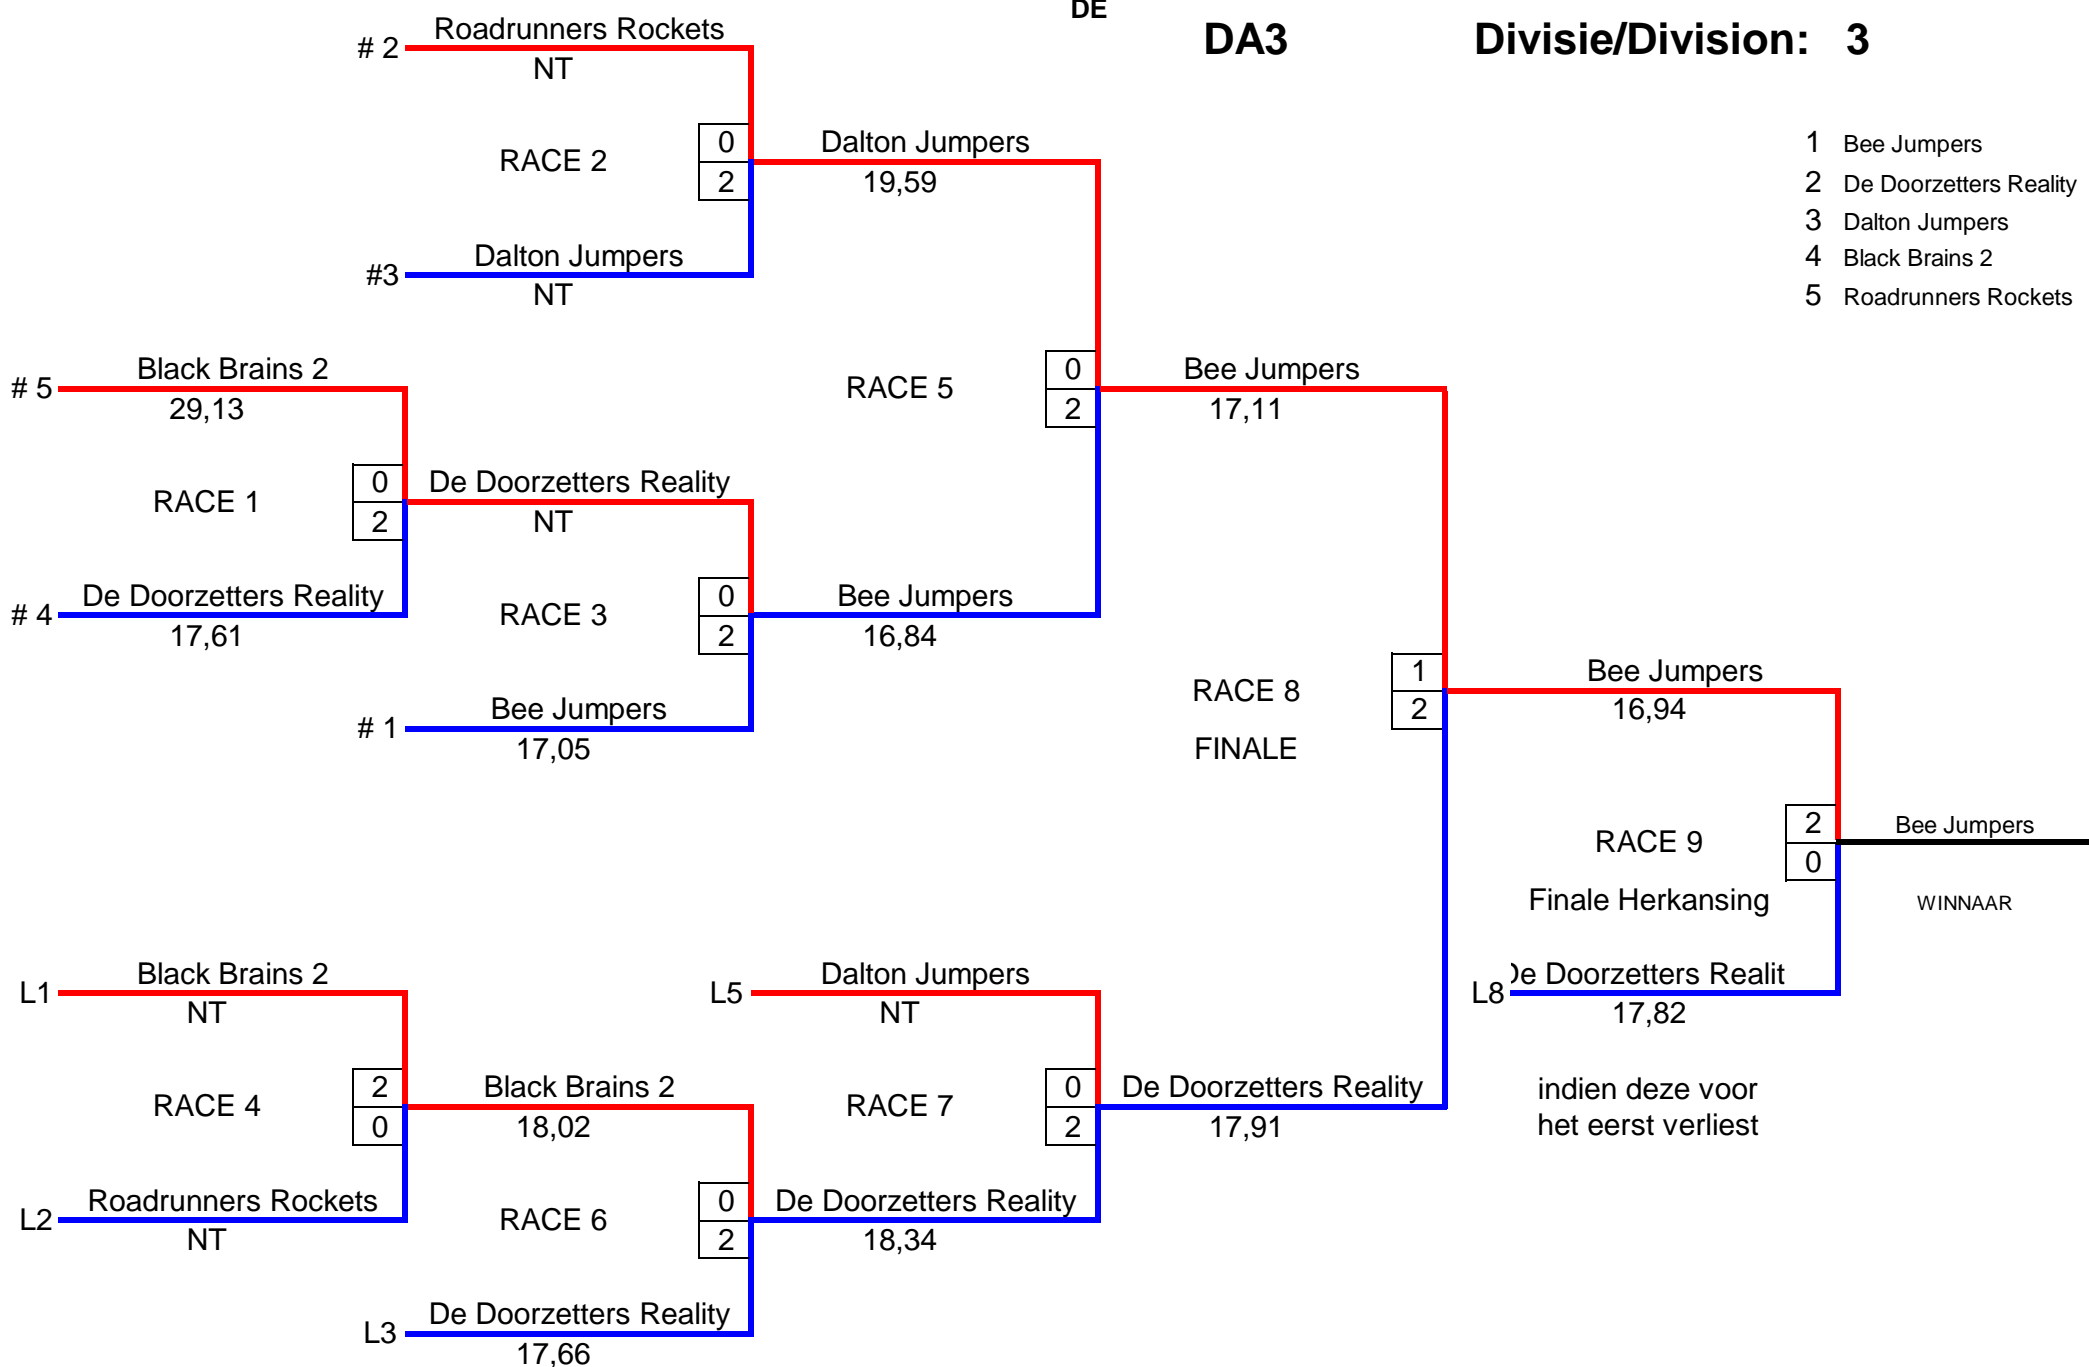 DE
DA3
Divisie/Division: 3
1 Bee Jumpers
2 De Doorzetters Reality
3 Dalton Jumpers
4 Black Brains 2
5 Roadrunners Rockets
# 2 Roadrunners Rockets
NT
RACE 2
0
2
#3 Dalton Jumpers
NT
Dalton Jumpers
19,59
# 5 Black Brains 2
29,13
RACE 1
0
2
# 4 De Doorzetters Reality
17,61
De Doorzetters Reality
NT
RACE 3
0
2
# 1 Bee Jumpers
17,05
RACE 5
0
2
Bee Jumpers
16,84
Bee Jumpers
17,11
RACE 8
1
2
FINALE
Bee Jumpers
16,94
RACE 9
2
0
Finale Herkansing
Bee Jumpers
WINNAAR
L8 De Doorzetters Realit
17,82
indien deze voor
het eerst verliest
L1 Black Brains 2
NT
RACE 4
2
0
L2 Roadrunners Rockets
NT
Black Brains 2
18,02
RACE 6
0
2
L3 De Doorzetters Reality
17,66
L5 Dalton Jumpers
NT
RACE 7
0
2
De Doorzetters Reality
18,34
De Doorzetters Reality
17,91